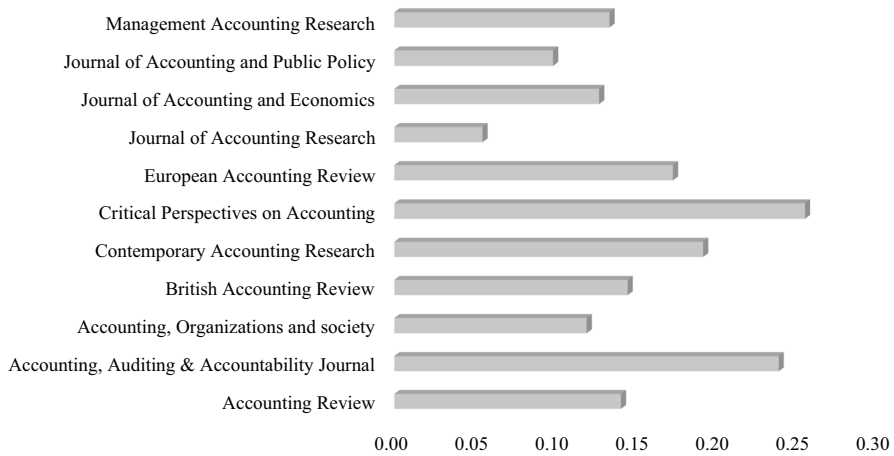 Management Accounting Research
Journal of Accounting and Public Policy
Journal of Accounting and Economics
Journal of Accounting Research
European Accounting Review
Critical Perspectives on Accounting
Contemporary Accounting Research
British Accounting Review
Accounting, Organizations and society
Accounting, Auditing & Accountability Journal
Accounting Review
0.00 0.05 0.10 0.15 0.20 0.25 0.30